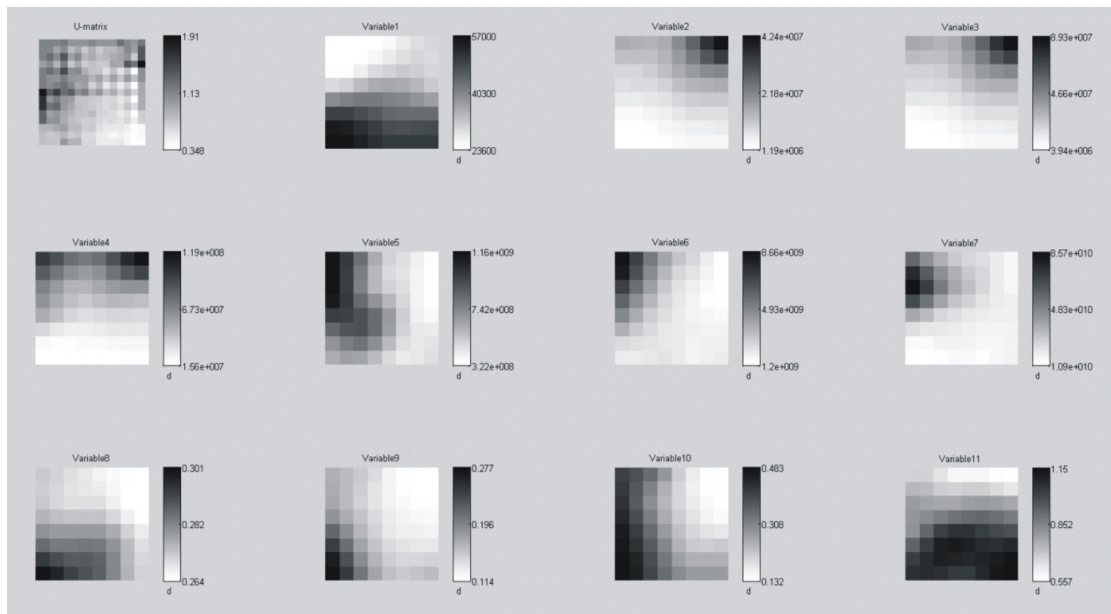 U-matrix
1.91
1.13
0.348
Variable1
57000
40300
23600
d
Variable2
4.24e+007
2.18e+007
1.19e+006
d
Variable3
8.93e+007
4.66e+007
3.94e+006
d
Variable4
1.19e+008
6.73e+007
1.56e+007
d
Variable5
1.16e+009
7.42e+008
3.22e+008
d
Variable6
8.66e+009
4.93e+009
1.2e+009
d
Variable7
8.57e+010
4.83e+010
1.09e+010
d
Variable8
0.301
0.282
0.264
d
Variable9
0.277
0.196
0.114
d
Variable10
0.483
0.308
0.132
d
Variable11
1.15
0.852
0.557
d